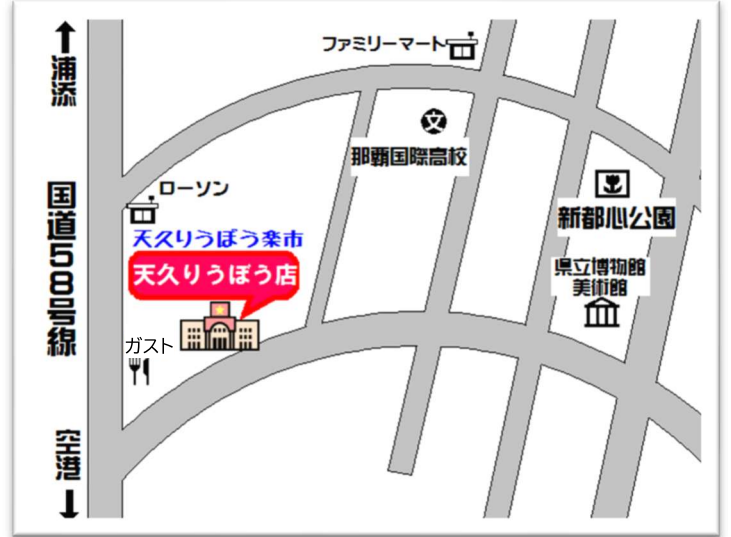 浦添
ファミリーマート
文
那覇国際高校
国道58号線
ローソン
新都心公園
天久りうぼう楽市
天久りうぼう店
県立博物館
美術館
ガスト
空港